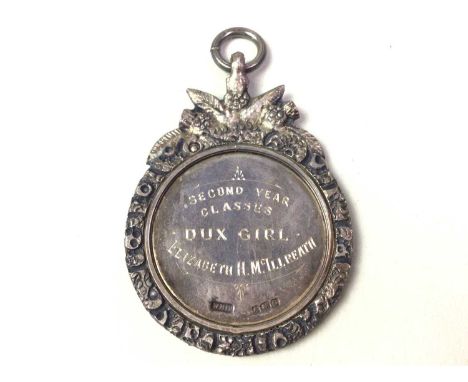 SECOND YEAR
CLASSES
DUX GIRL
ELIZABETH H. McILLREATH